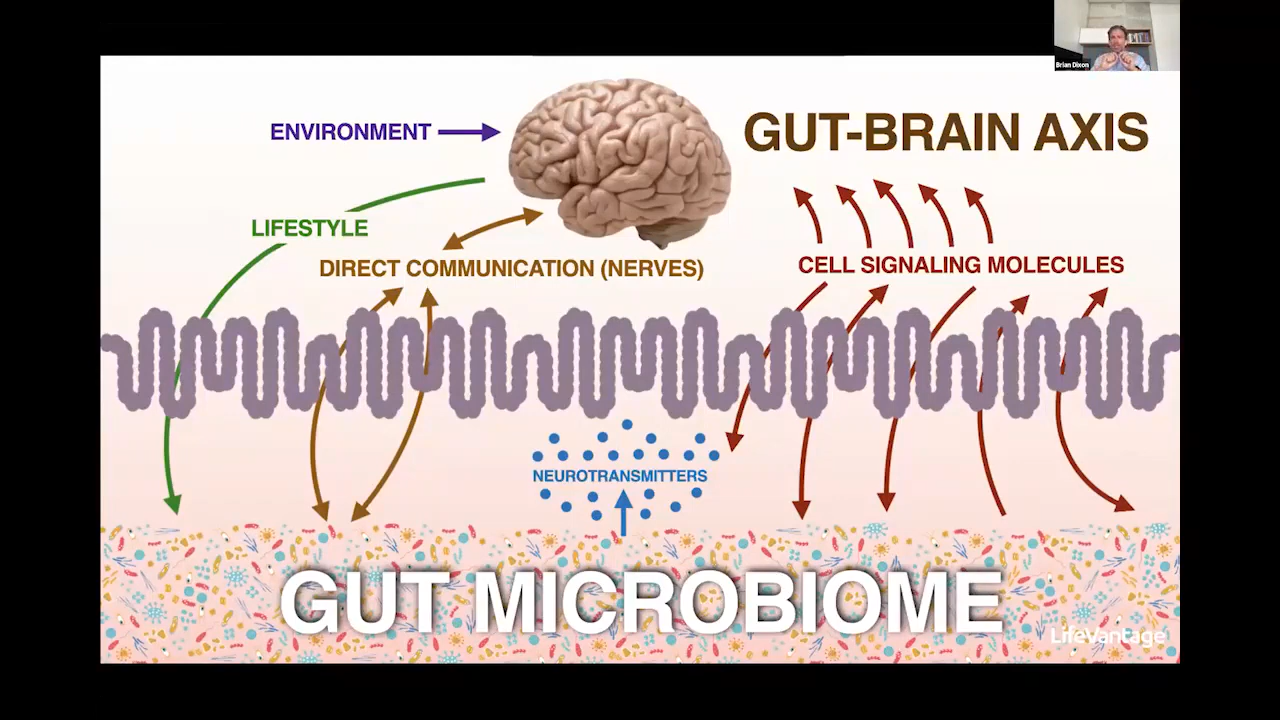 Brian Dixon
GUT-BRAIN AXIS
ENVIRONMENT
LIFESTYLE
DIRECT COMMUNICATION (NERVES)
CELL SIGNALING MOLECULES
NEUROTRANSMITTERS
GUT MICROBIOME
LifeVantage